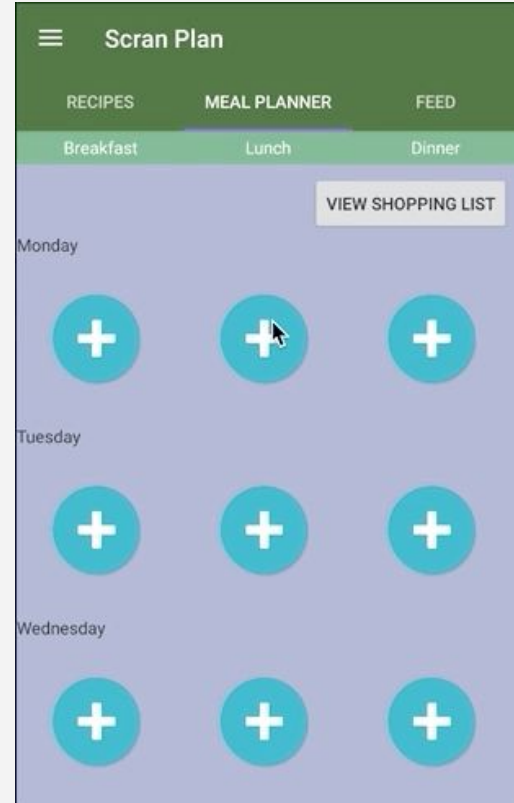 Scran Plan
RECIPES MEAL PLANNER FEED
Breakfast Lunch Dinner
VIEW SHOPPING LIST
Monday
Tuesday
Wednesday